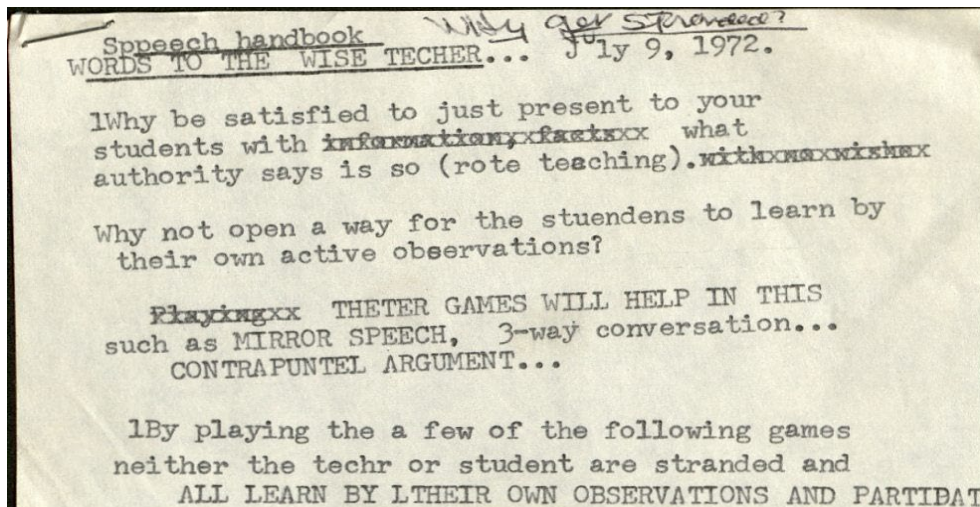 Why get stranded?
Sppeech handbook July 9, 1972.
WORDS TO THE WISE TECHER...
1Why be satisfied to just present to your
students with information, facts what
authority says is so (rote teaching).
Why not open a way for the stuendens to learn by
their own active observations?
Playing THETER GAMES WILL HELP IN THIS
such as MIRROR SPEECH, 3-way conversation...
CONTRAPUNTEL ARGUMENT...
1By playing the a few of the following games
neither the techr or student are stranded and
ALL LEARN BY LTHEIR OWN OBSERVATIONS AND PARTIBAT